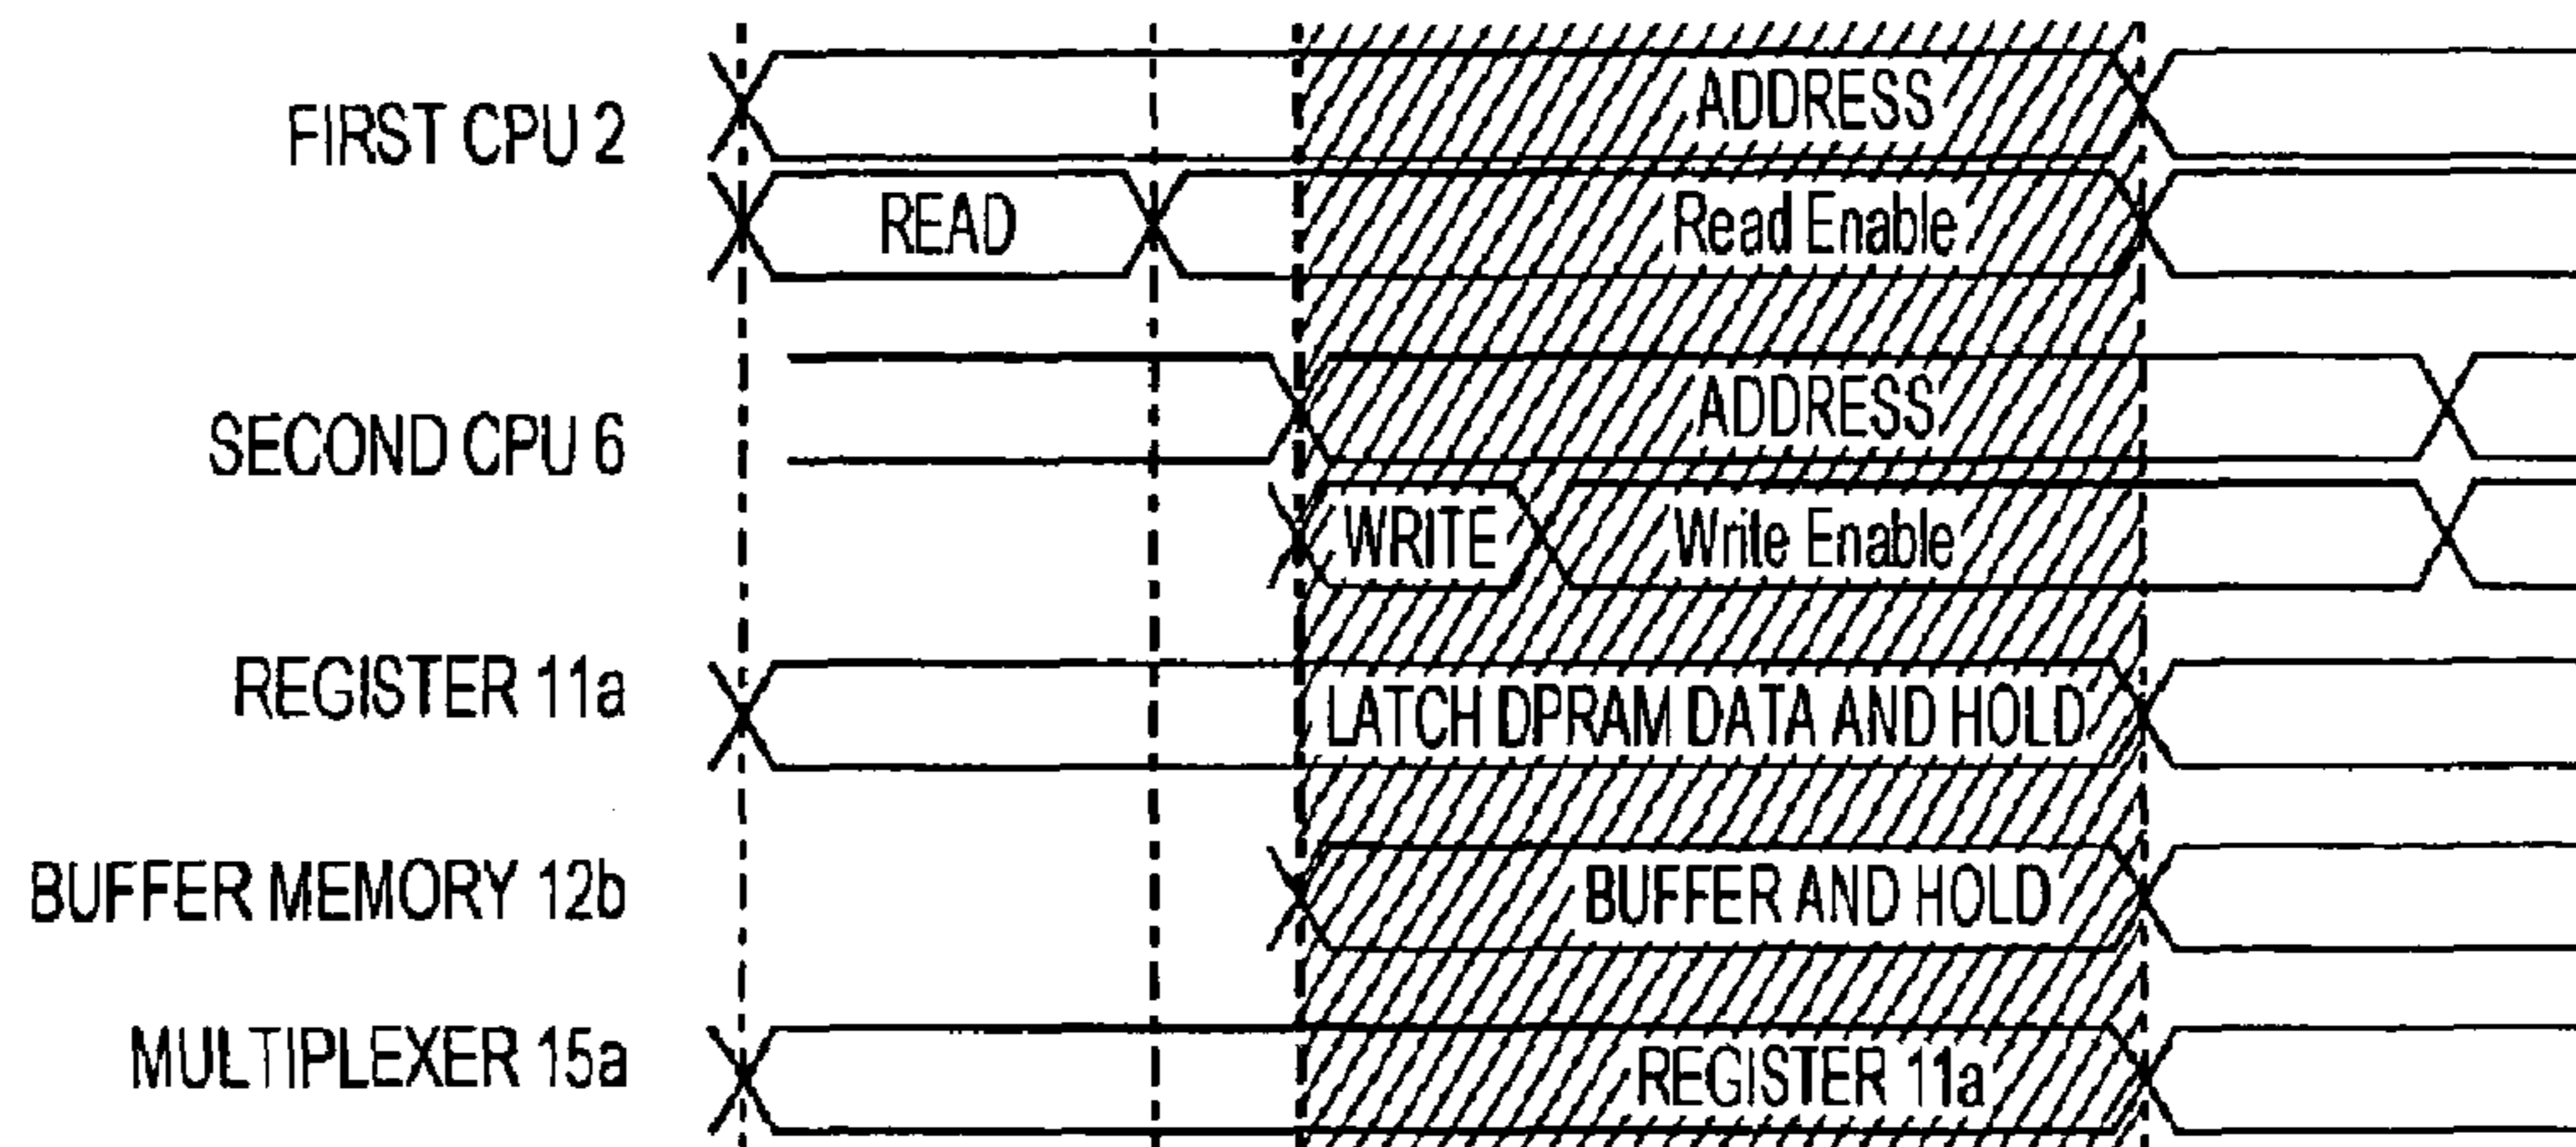 ADDRESS
FIRST CPU 2
READ Read Enable
ADDRESS
SECOND CPU 6
WRITE Write Enable
REGISTER 11a LATCH DPRAM DATA AND HOLD
BUFFER MEMORY 12b BUFFER AND HOLD
MULTIPLEXER 15a REGISTER 11a